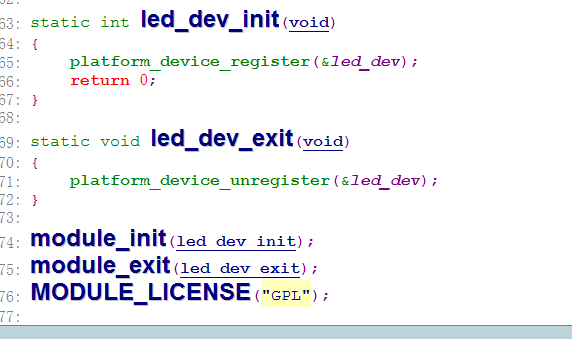 63: static int led_dev_init(void)
64: {
65: platform_device_register(&led_dev);
66: return 0;
67: }
68:
69: static void led_dev_exit(void)
70: {
71: platform_device_unregister(&led_dev);
72: }
73:
74: module_init(led_dev_init);
75: module_exit(led_dev_exit);
76: MODULE_LICENSE("GPL");
77: